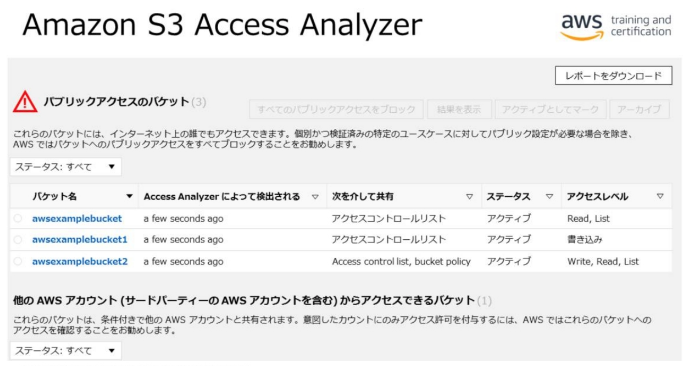 Amazon S3 Access Analyzer
aws training and certification
レポートをダウンロード
パブリックアクセスのバケット (3)
すべてのパブリックアクセスをブロック 結果を表示 アクティブとしてマーク アーカイブ
これらのバケットには、インターネット上の誰でもアクセスできます。個別かつ検証済みの特定のユースケースに対してパブリック設定が必要な場合を除き、
AWS ではバケットへのパブリックアクセスをすべてブロックすることをお勧めします。
ステータス: すべて
バケット名 Access Analyzer によって検出される 次を介して共有 ステータス アクセスレベル
awsexamplebucket a few seconds ago アクセスコントロールリスト アクティブ Read, List
awsexamplebucket1 a few seconds ago アクセスコントロールリスト アクティブ 書き込み
awsexamplebucket2 a few seconds ago Access control list, bucket policy アクティブ Write, Read, List
他の AWS アカウント (サードパーティーの AWS アカウントを含む) からアクセスできるバケット (1)
これらのバケットは、条件付きで他の AWS アカウントと共有されます。意図したカウントにのみアクセス許可を付与するには、AWS ではこれらのバケットへの
アクセスを確認することをお勧めします。
ステータス: すべて